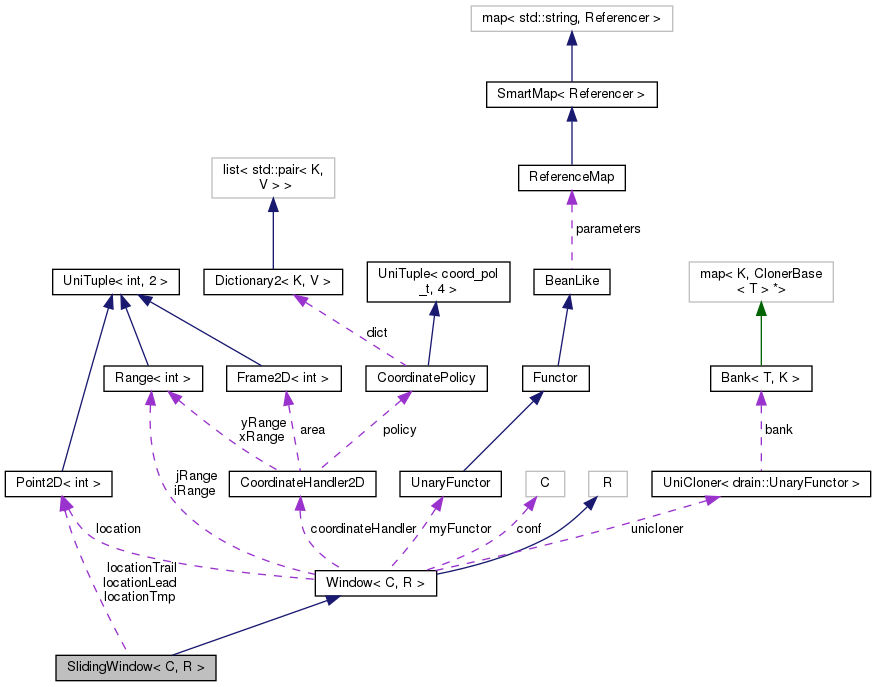 map< std::string, Referencer >
SmartMap< Referencer >
list< std::pair< K,
V > >
ReferenceMap
parameters
UniTuple< int, 2 >
Dictionary2< K, V >
UniTuple< coord_pol
_t, 4 >
BeanLike
map< K, ClonerBase
< T > *>
dict
Range< int >
Frame2D< int >
CoordinatePolicy
Functor
Bank< T, K >
yRange
xRange
area
policy
bank
jRange
iRange
Point2D< int >
CoordinateHandler2D
UnaryFunctor
C
R
UniCloner< drain::UnaryFunctor >
location
coordinateHandler
myFunctor
conf
unicloner
locationTrail
locationLead
locationTmp
Window< C, R >
SlidingWindow< C, R >